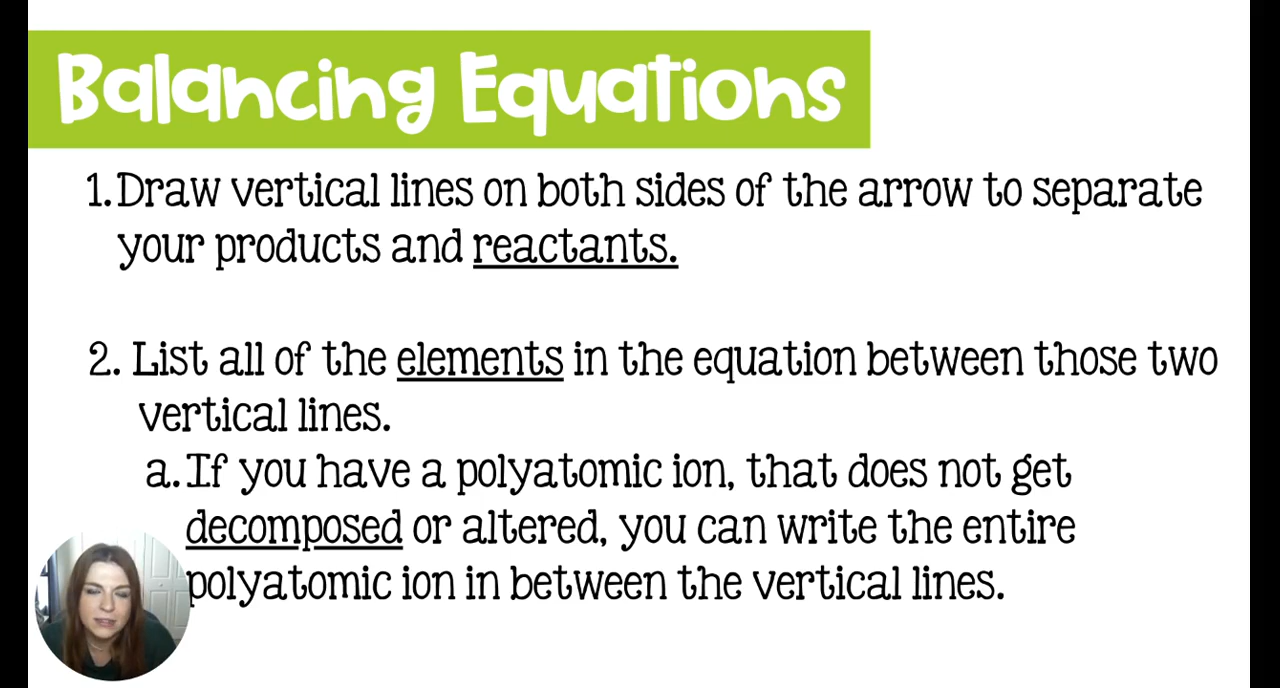 Balancing Equations
1. Draw vertical lines on both sides of the arrow to separate
your products and reactants.
2. List all of the elements in the equation between those two
vertical lines.
a. If you have a polyatomic ion, that does not get
decomposed or altered, you can write the entire
polyatomic ion in between the vertical lines.